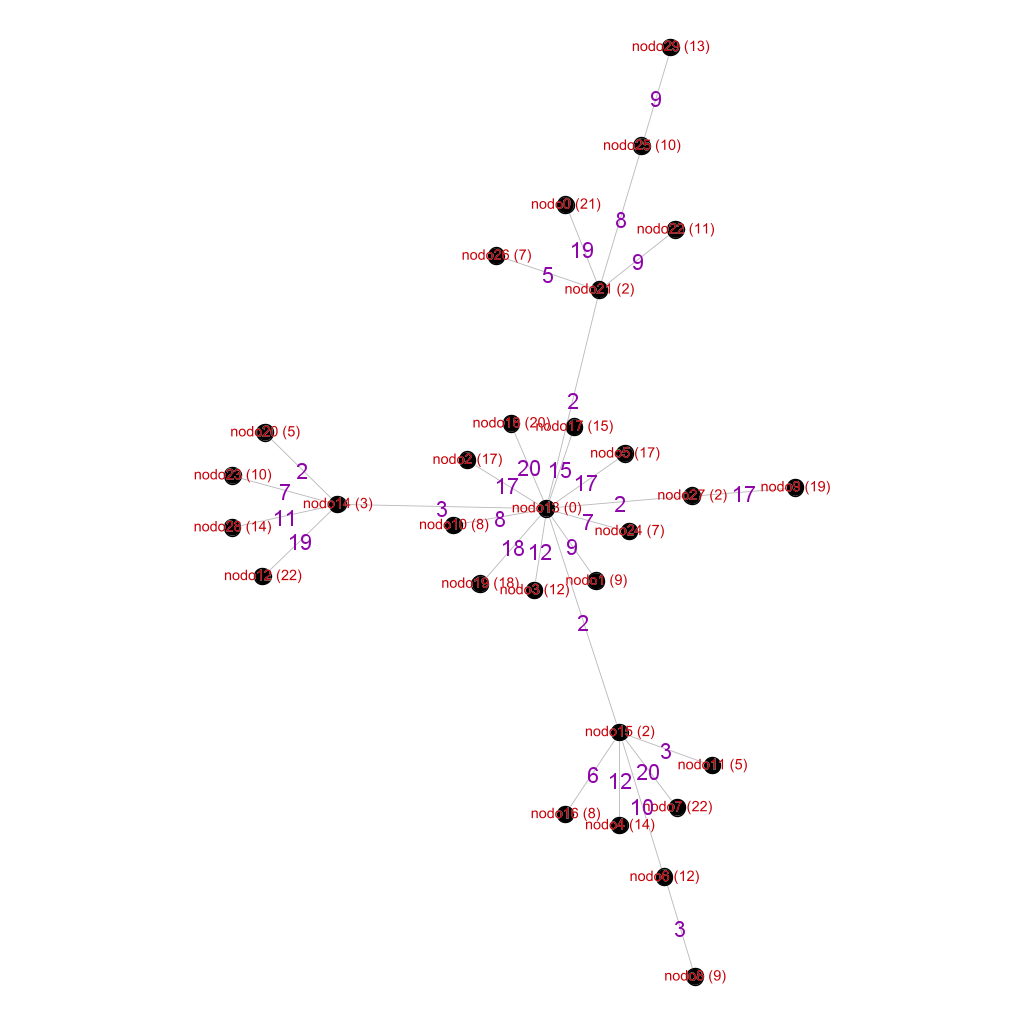 nodo29 (13)
9
nodo25 (10)
nodo0 (21)
8
nodo22 (11)
19
nodo26 (7)
9
5
nodo21 (2)
2
nodo18 (20)
nodo17 (15)
nodo20 (5)
nodo5 (17)
nodo2 (17)
20
15
2
nodo23 (10)
17
17
7
nodo27 (2)
17
nodo9 (19)
nodo14 (3)
3
nodo13 (0)
2
11
nodo28 (14)
nodo10 (8)
8
7
nodo24 (7)
19
18
12
9
nodo12 (22)
nodo19 (18)
nodo3 (12)
nodo1 (9)
2
nodo15 (2)
3
nodo11 (5)
6
12
20
nodo16 (8)
10
nodo7 (22)
nodo4 (14)
nodo6 (12)
3
nodo8 (9)